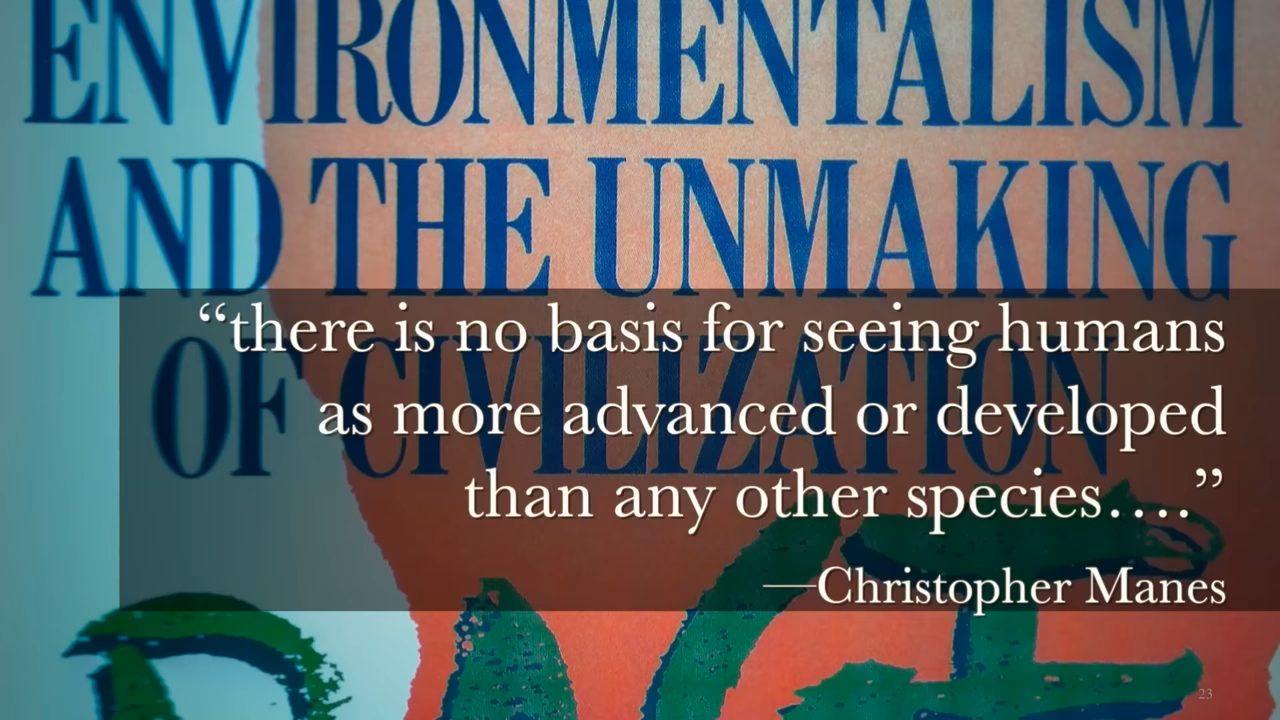 ENVIRONMENTALISM
AND THE UNMAKING
OF CIVILIZATION
“there is no basis for seeing humans
as more advanced or developed
than any other species….”
—Christopher Manes
23